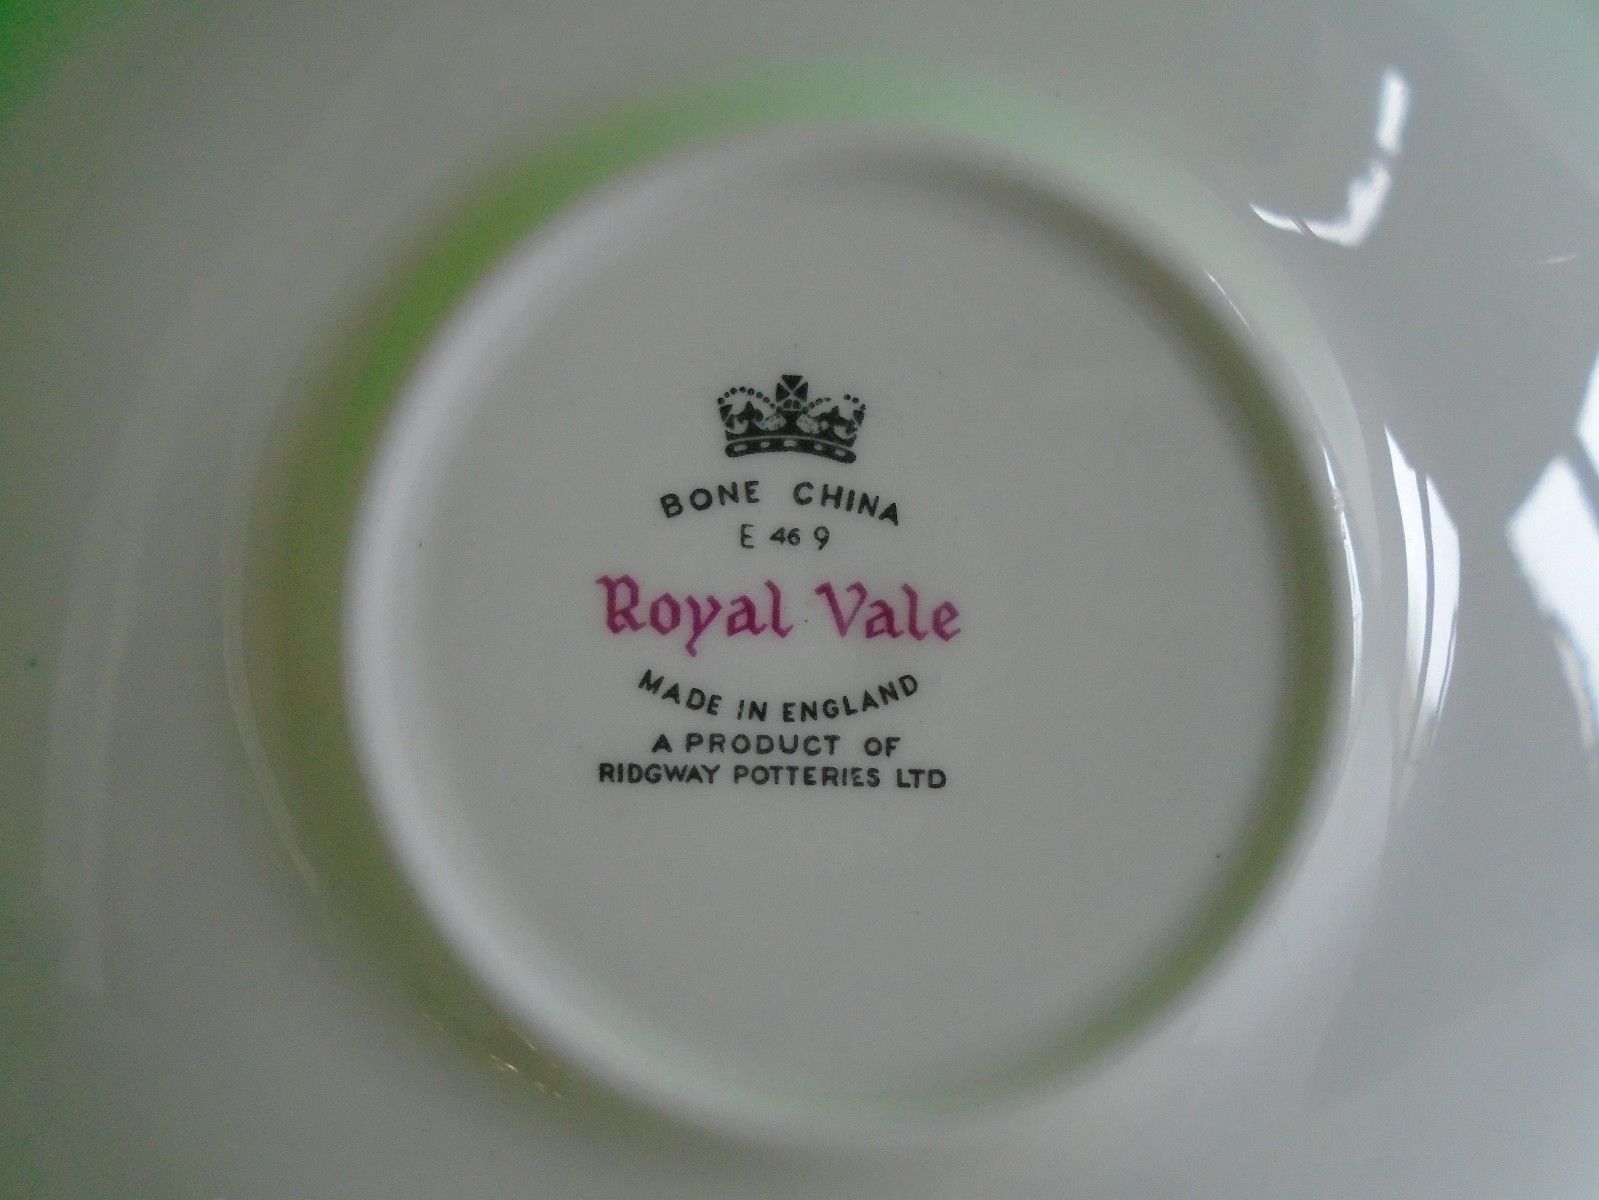 BONE CHINA
E 46 9
Royal Vale
MADE IN ENGLAND
A PRODUCT OF
RIDGWAY POTTERIES LTD